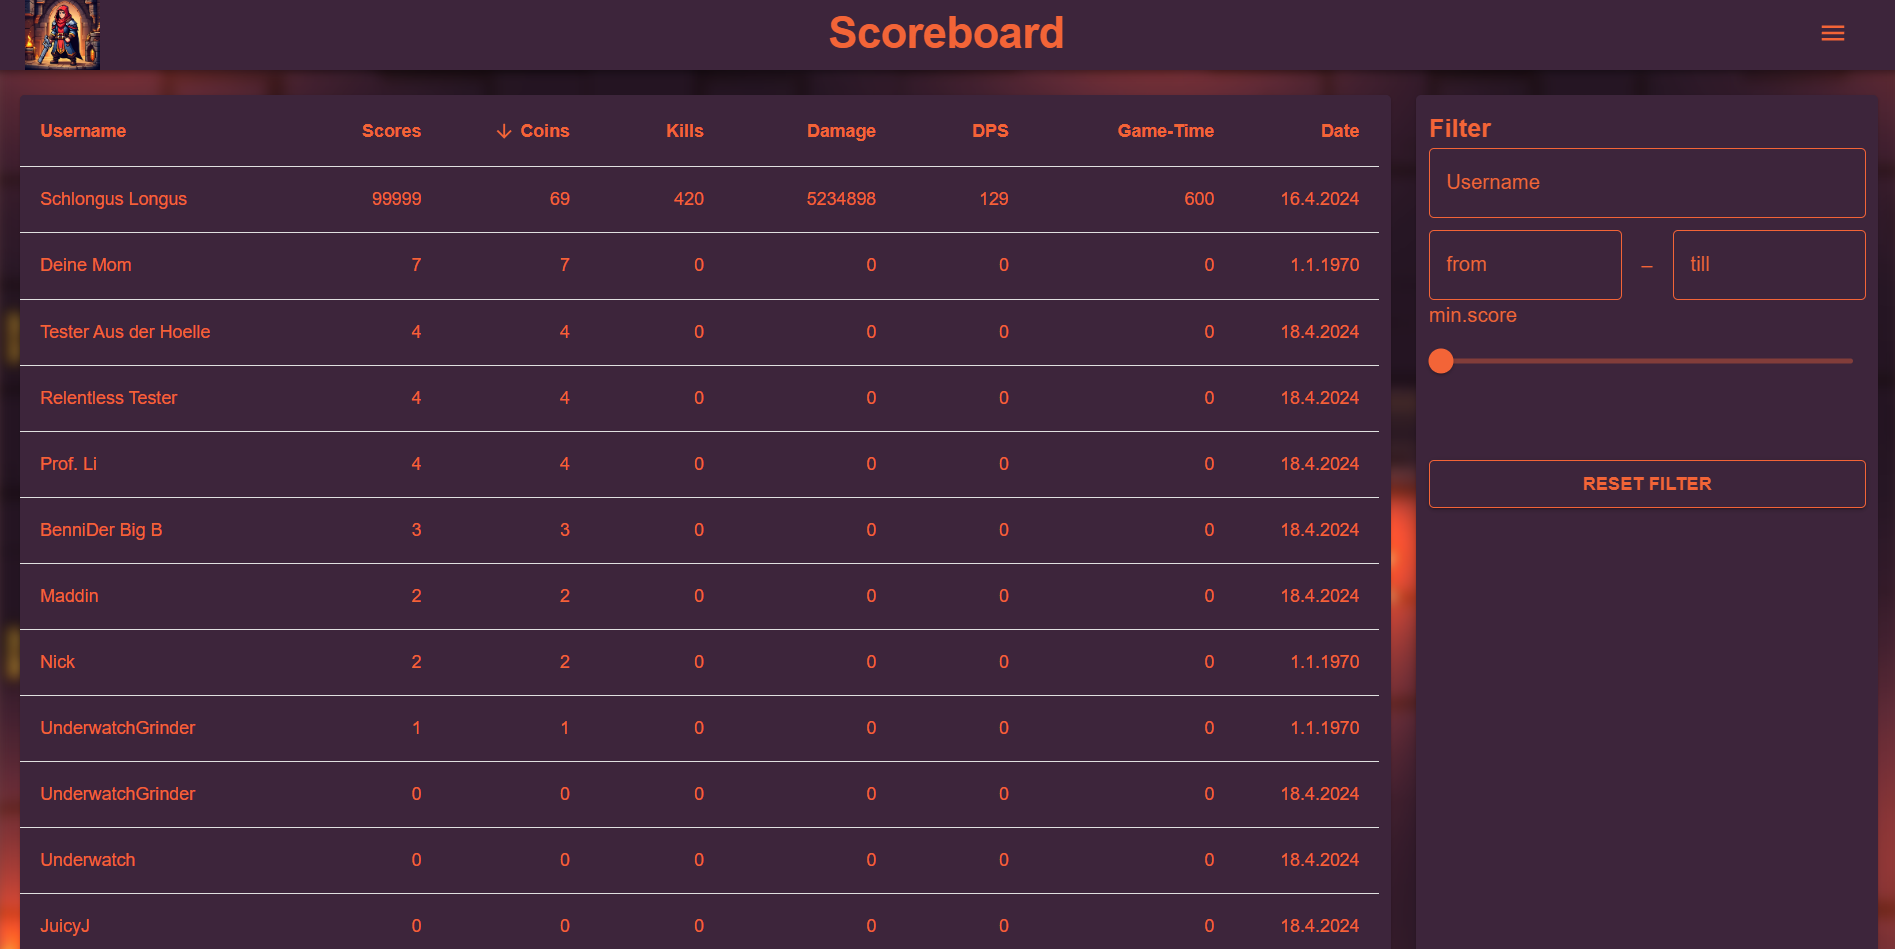 Scoreboard
Username Scores Coins Kills Damage DPS Game-Time Date
Schlongus Longus 99999 69 420 5234898 129 600 16.4.2024
Deine Mom 7 7 0 0 0 0 1.1.1970
Tester Aus der Hoelle 4 4 0 0 0 0 18.4.2024
Relentless Tester 4 4 0 0 0 0 18.4.2024
Prof. Li 4 4 0 0 0 0 18.4.2024
BenniDer Big B 3 3 0 0 0 0 18.4.2024
Maddin 2 2 0 0 0 0 18.4.2024
Nick 2 2 0 0 0 0 1.1.1970
UnderwatchGrinder 1 1 0 0 0 0 1.1.1970
UnderwatchGrinder 0 0 0 0 0 0 18.4.2024
Underwatch 0 0 0 0 0 0 18.4.2024
JuicyJ 0 0 0 0 0 0 18.4.2024
Filter
Username
from – till
min.score
RESET FILTER